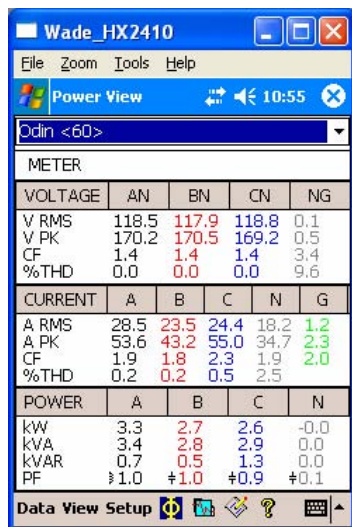 Wade_HX2410
File Zoom Tools Help
Power View 10:55
Odin <60>
METER
VOLTAGE AN BN CN NG
V RMS 118.5 117.9 118.8 0.1
V PK 170.2 170.5 169.2 0.5
CF 1.4 1.4 1.4 3.4
%THD 0.0 0.0 0.0 9.6
CURRENT A B C N G
A RMS 28.5 23.5 24.4 18.2 1.2
A PK 53.6 43.2 55.0 34.7 2.3
CF 1.9 1.8 2.3 1.9 2.0
%THD 0.2 0.2 0.5 2.5
POWER A B C N
kW 3.3 2.7 2.6 -0.0
kVA 3.4 2.8 2.9 0.0
kVAR 0.7 0.5 1.3 0.0
PF 1.0 1.0 0.9 0.1
Data View Setup